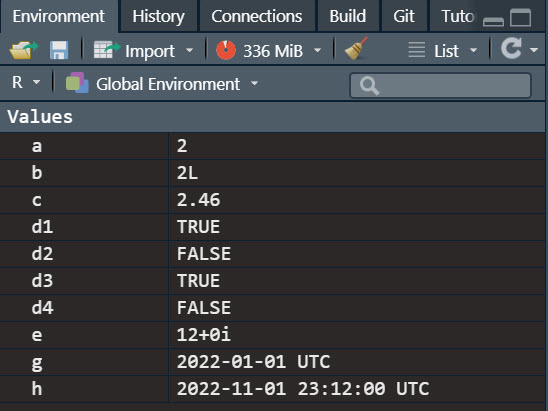 Environment History Connections Build Git Tuto
Import 336 MiB List
R Global Environment
Values
a 2
b 2L
c 2.46
d1 TRUE
d2 FALSE
d3 TRUE
d4 FALSE
e 12+0i
g 2022-01-01 UTC
h 2022-11-01 23:12:00 UTC